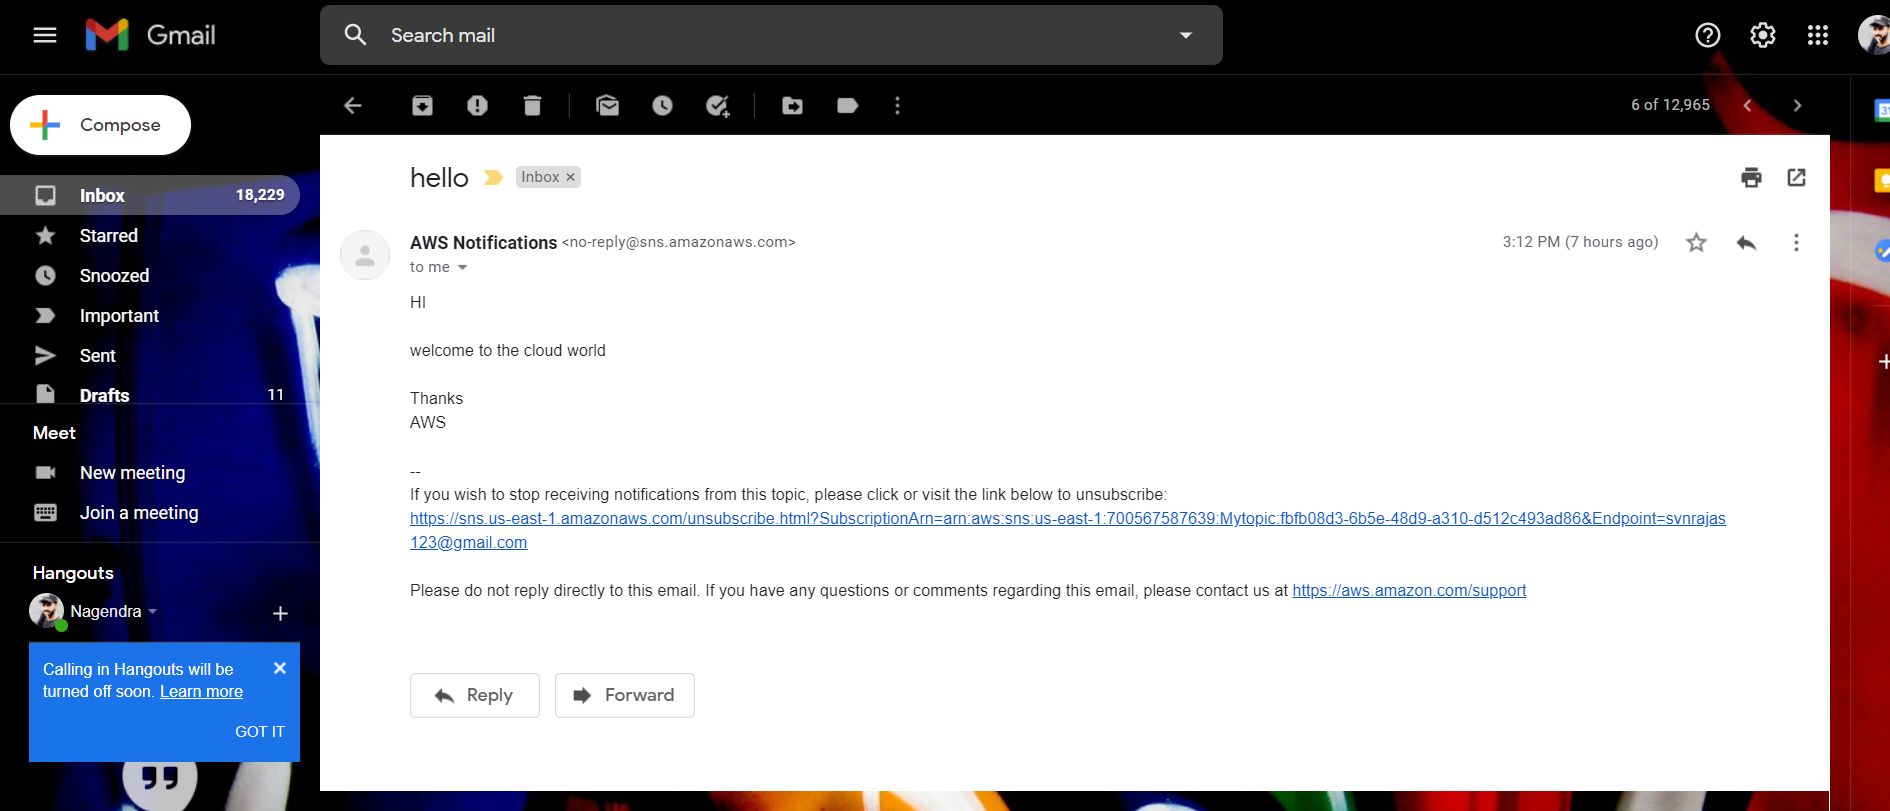 Gmail
Search mail
Compose
6 of 12,965
Inbox 18,229
Starred
Snoozed
Important
Sent
Drafts 11
Meet
New meeting
Join a meeting
Hangouts
Nagendra
Calling in Hangouts will be
turned off soon. Learn more
GOT IT
hello Inbox
AWS Notifications <no-reply@sns.amazonaws.com> 3:12 PM (7 hours ago)
to me
HI
welcome to the cloud world
Thanks
AWS
--
If you wish to stop receiving notifications from this topic, please click or visit the link below to unsubscribe:
https://sns.us-east-1.amazonaws.com/unsubscribe.html?SubscriptionArn=arn:aws:sns:us-east-1:700567587639:Mytopic:fbfb08d3-6b5e-48d9-a310-d512c493ad86&Endpoint=svnrajas
123@gmail.com
Please do not reply directly to this email. If you have any questions or comments regarding this email, please contact us at https://aws.amazon.com/support
Reply Forward